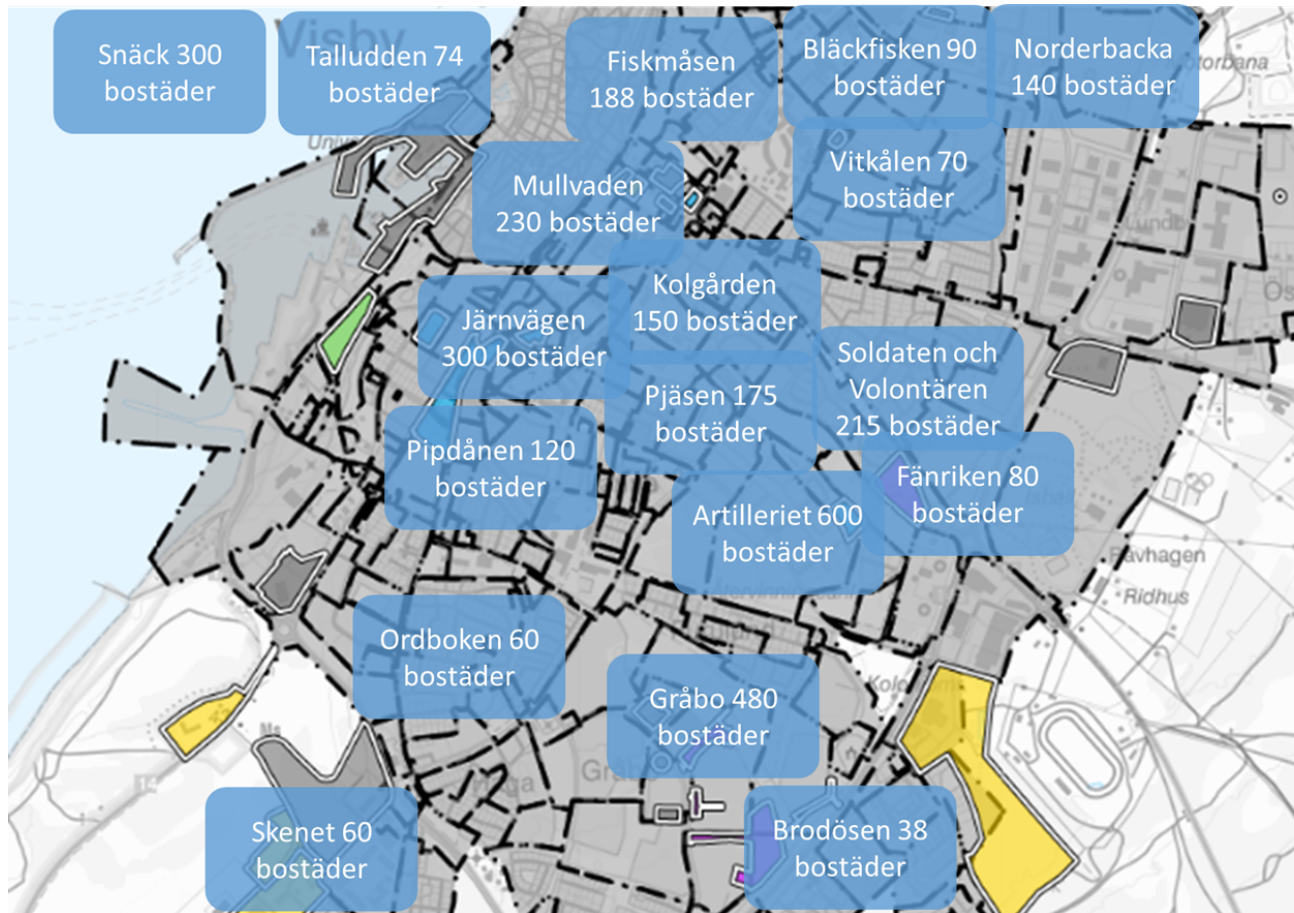 Snäck 300
bostäder
Visby
Talludden 74
bostäder
Fiskmåsen
188 bostäder
Bläckfisken 90
bostäder
Norderbacka
140 bostäder
Mullvaden
230 bostäder
Vitkålen 70
bostäder
Kolgården
150 bostäder
Järnvägen
300 bostäder
Soldaten och
Volontären
215 bostäder
Pjäsen 175
bostäder
Pipdånen 120
bostäder
Fänriken 80
bostäder
Artilleriet 600
bostäder
Ridhus
Ordboken 60
bostäder
Gråbo 480
bostäder
Skenet 60
bostäder
Brodösen 38
bostäder